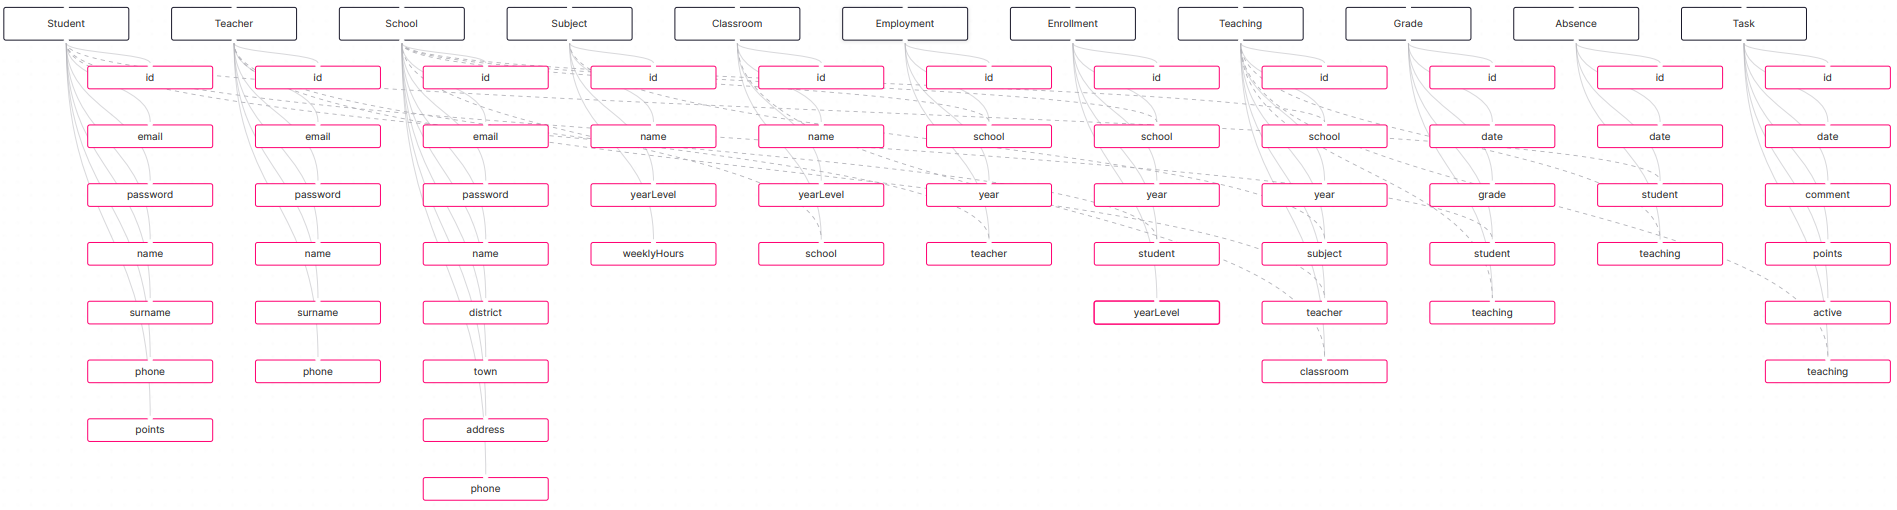 Student
Teacher
School
Subject
Classroom
Employment
Enrollment
Teaching
Grade
Absence
Task
id
id
id
id
id
id
id
id
id
id
id
email
email
email
name
name
school
school
school
date
date
date
password
password
password
yearLevel
yearLevel
year
year
year
grade
student
comment
name
name
name
weeklyHours
school
teacher
student
subject
student
teaching
points
surname
surname
district
yearLevel
teacher
teaching
active
phone
phone
town
classroom
teaching
points
address
phone